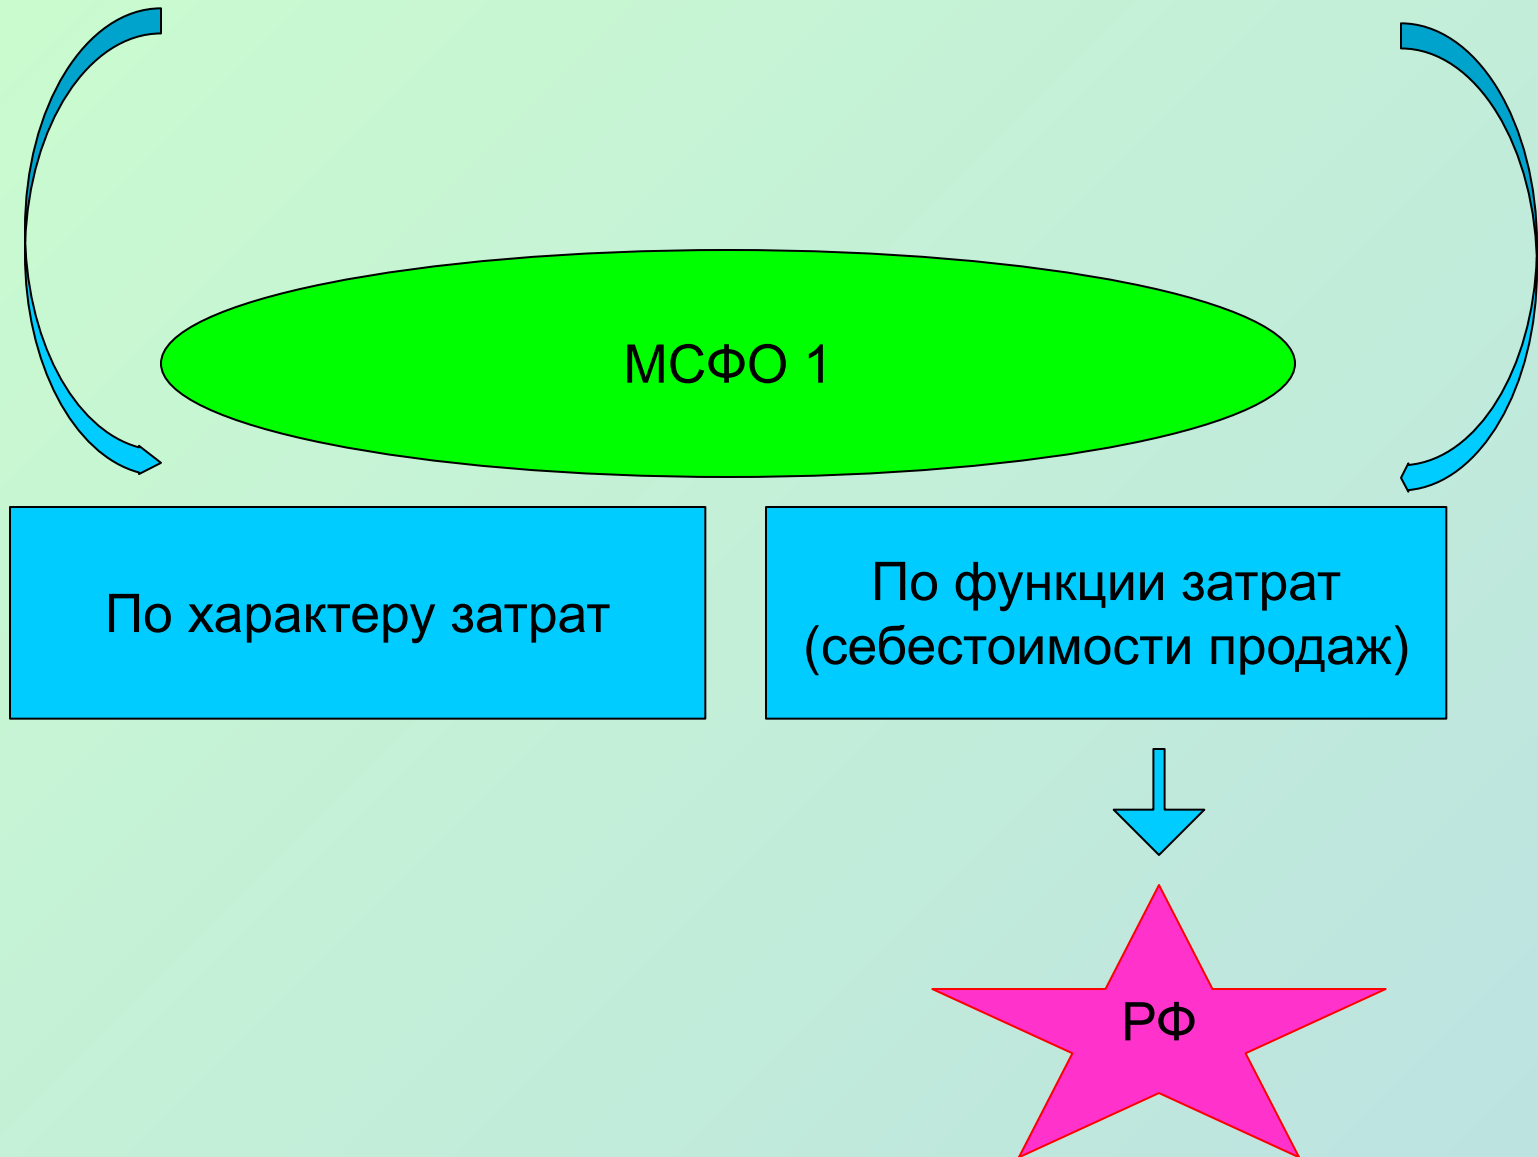 МСФО 1
По характеру затрат
По функции затрат
(себестоимости продаж)
РФ